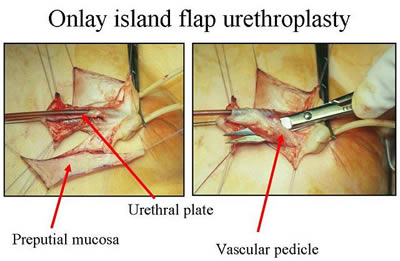 Onlay island flap urethroplasty
Urethral plate
Preputial mucosa
Vascular pedicle